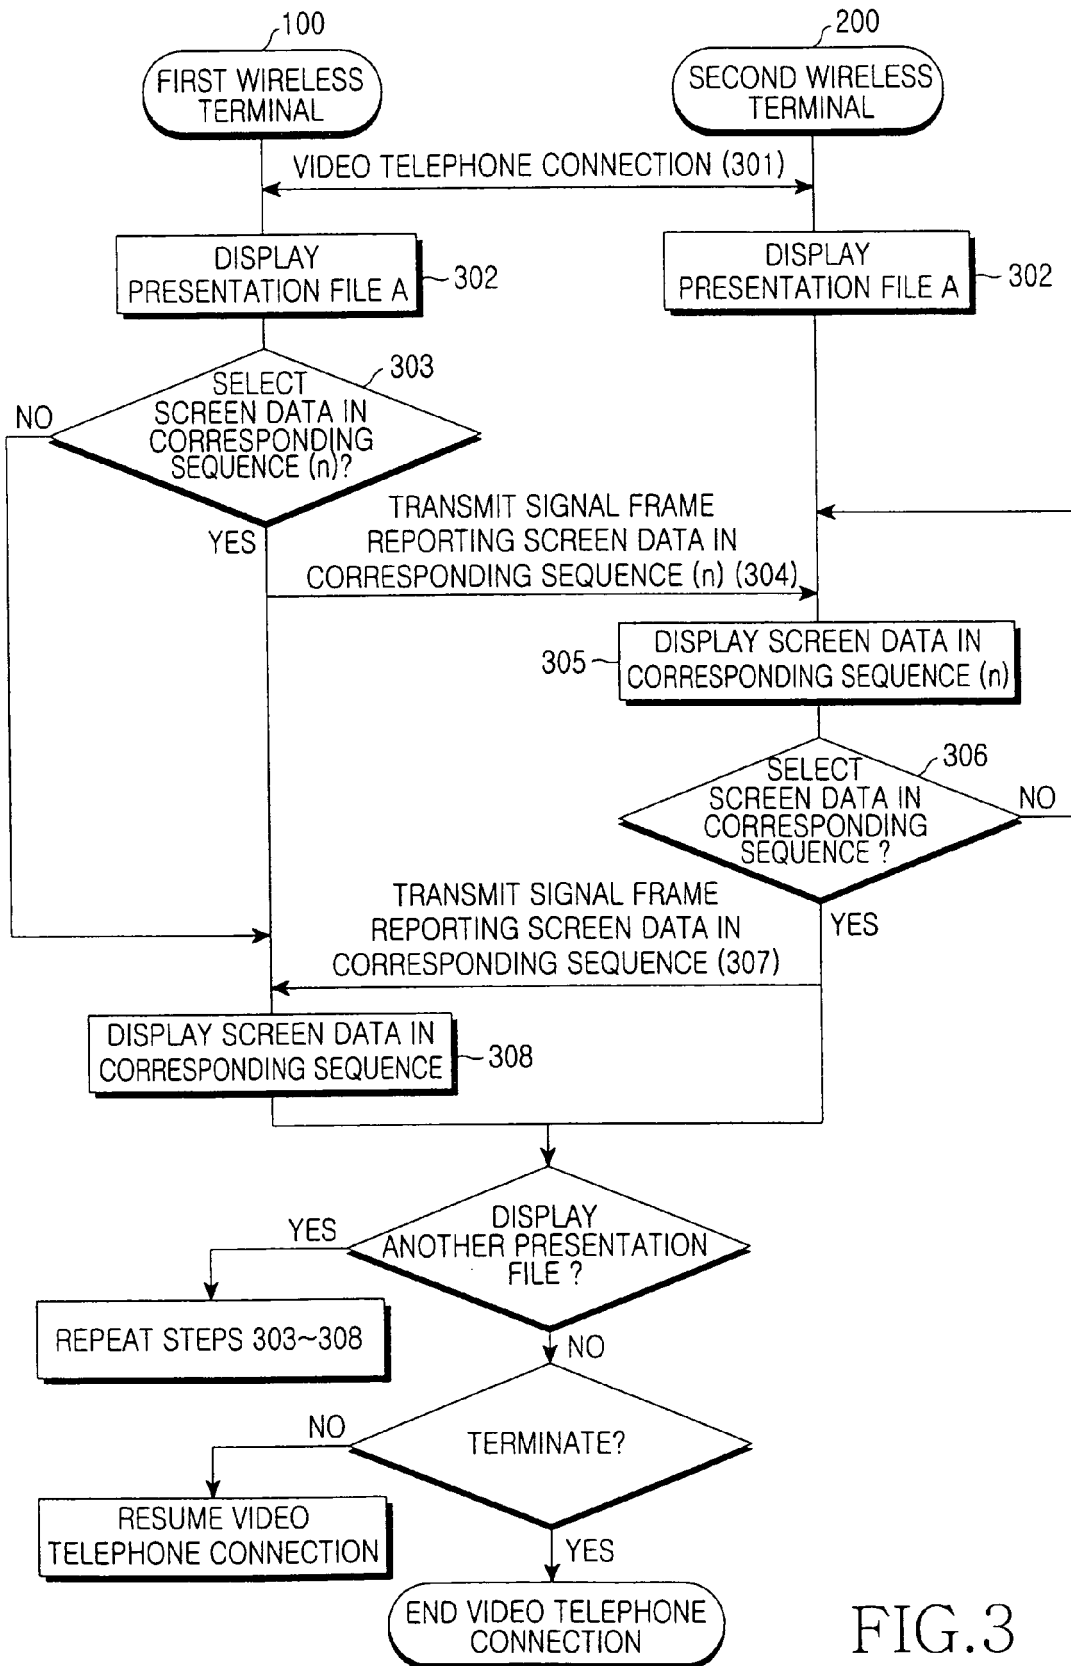 100
200
FIRST WIRELESS
TERMINAL
SECOND WIRELESS
TERMINAL
VIDEO TELEPHONE CONNECTION (301)
DISPLAY
PRESENTATION FILE A
302
DISPLAY
PRESENTATION FILE A
302
303
SELECT
SCREEN DATA IN
CORRESPONDING
SEQUENCE (n)?
NO
YES
TRANSMIT SIGNAL FRAME
REPORTING SCREEN DATA IN
CORRESPONDING SEQUENCE (n) (304)
305
DISPLAY SCREEN DATA IN
CORRESPONDING SEQUENCE (n)
306
SELECT
SCREEN DATA IN
CORRESPONDING
SEQUENCE ?
NO
YES
TRANSMIT SIGNAL FRAME
REPORTING SCREEN DATA IN
CORRESPONDING SEQUENCE (307)
DISPLAY SCREEN DATA IN
CORRESPONDING SEQUENCE
308
DISPLAY
ANOTHER PRESENTATION
FILE ?
YES
REPEAT STEPS 303~308
NO
TERMINATE?
NO
RESUME VIDEO
TELEPHONE CONNECTION
YES
END VIDEO TELEPHONE
CONNECTION
FIG.3